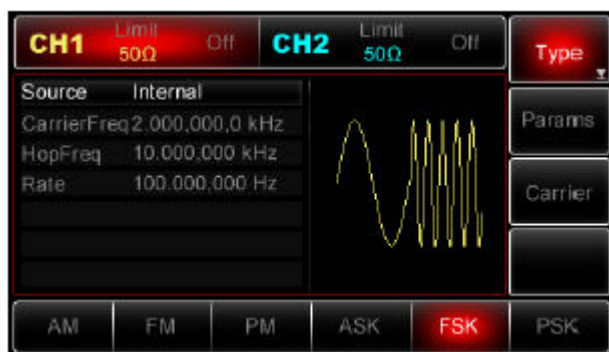 CH1 Limit 50Ω Off CH2 Limit 50Ω Off Type
Source Internal
CarrierFreq 2.000,000,0 kHz Params
HopFreq 10.000,000 kHz
Rate 100.000,000 Hz Carrier
AM FM PM ASK FSK PSK